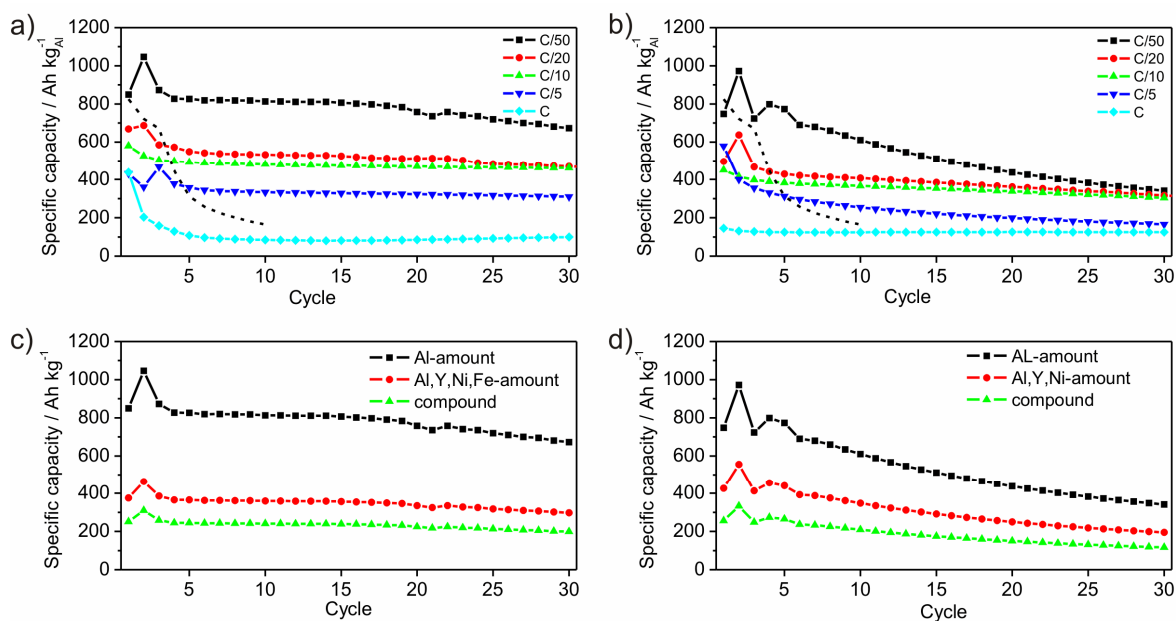 a)
1200
1000
800
600
400
200
0
Specific capacity / Ah kg⁻¹Al
5
10
15
20
25
30
Cycle
C/50
C/20
C/10
C/5
C
b)
1200
1000
800
600
400
200
0
Specific capacity / Ah kg⁻¹Al
5
10
15
20
25
30
Cycle
C/50
C/20
C/10
C/5
C
c)
1200
1000
800
600
400
200
0
Specific capacity / Ah kg⁻¹
5
10
15
20
25
30
Cycle
Al-amount
Al,Y,Ni,Fe-amount
compound
d)
1200
1000
800
600
400
200
0
Specific capacity / Ah kg⁻¹
5
10
15
20
25
30
Cycle
AL-amount
Al,Y,Ni-amount
compound